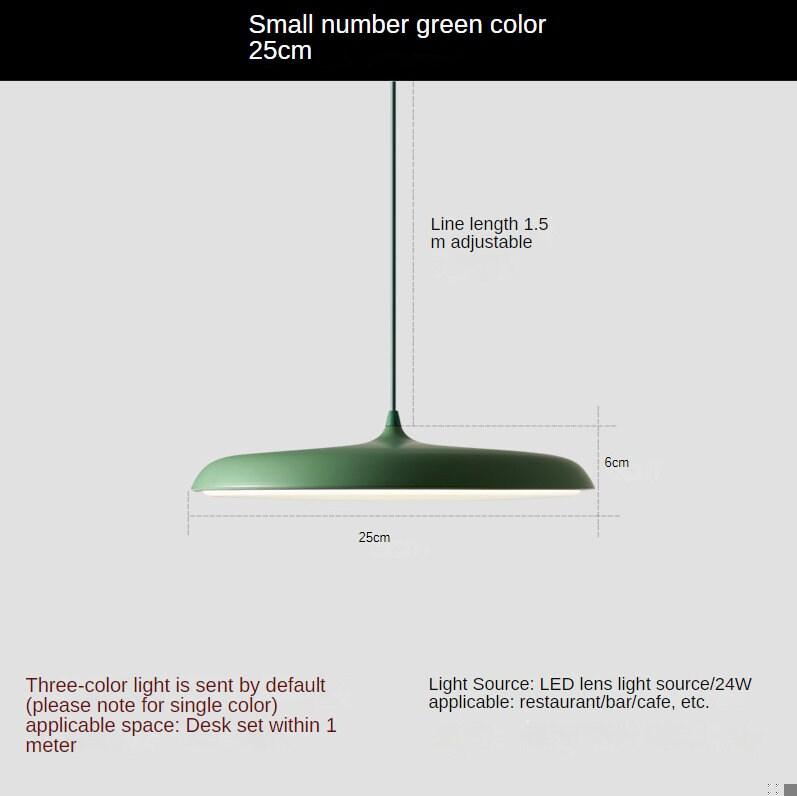 Small number green color
25cm
Line length 1.5
m adjustable
6cm
25cm
Three-color light is sent by default
(please note for single color)
applicable space: Desk set within 1
meter
Light Source: LED lens light source/24W
applicable: restaurant/bar/cafe, etc.